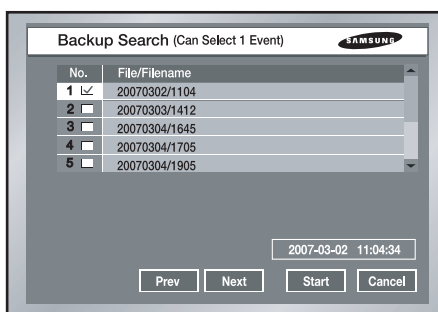 Backup Search (Can Select 1 Event) SAMSUNG
No. File/Filename
1 20070302/1104
2 20070303/1412
3 20070304/1645
4 20070304/1705
5 20070304/1905
2007-03-02 11:04:34
Prev Next Start Cancel